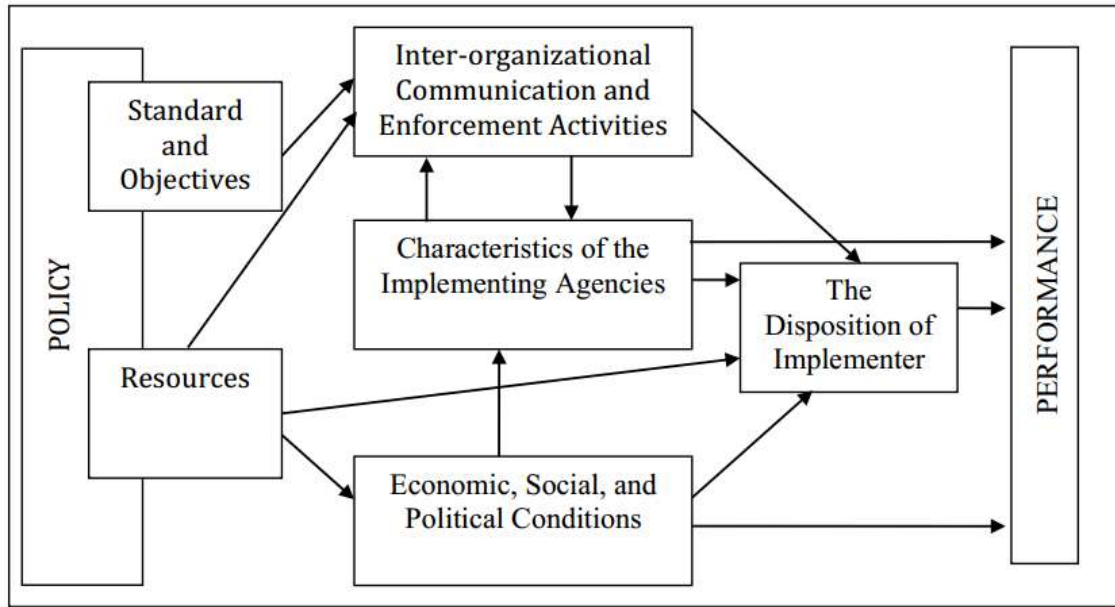 POLICY
Standard
and
Objectives
Resources
Inter-organizational
Communication and
Enforcement Activities
Characteristics of the
Implementing Agencies
Economic, Social, and
Political Conditions
The
Disposition of
Implementer
PERFORMANCE